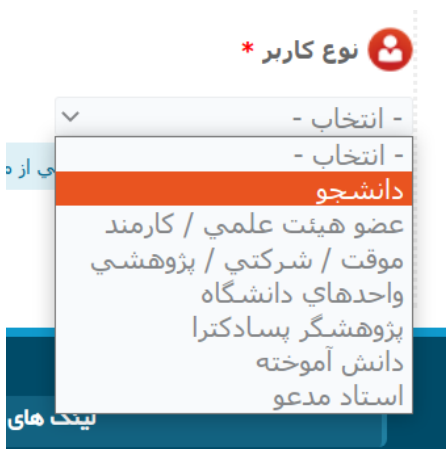 نوع کاربر *
- انتخاب -
- انتخاب -
ي از م
دانشجو
عضو هيئت علمي / کارمند
موقت / شرکتي / پژوهشي
واحدهاي دانشگاه
پژوهشگر پسادکترا
دانش آموخته
استاد مدعو
لینک های